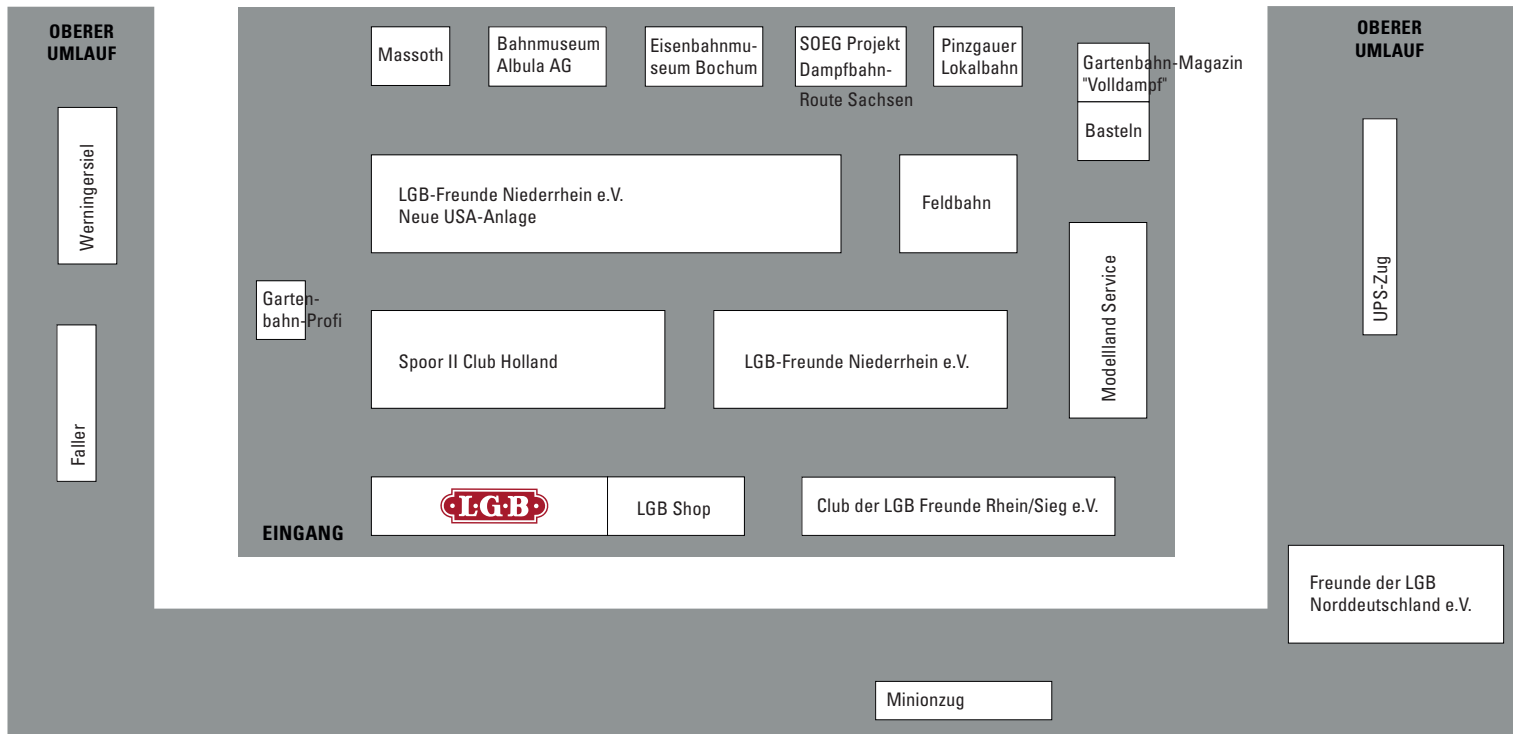 OBERER
UMLAUF
Werningersiel
Faller
Massoth
Bahnmuseum
Albula AG
Eisenbahnmu-
seum Bochum
SOEG Projekt
Dampfbahn-
Route Sachsen
Pinzgauer
Lokalbahn
Gartenbahn-Magazin
"Volldampf"
Basteln
LGB-Freunde Niederrhein e.V.
Neue USA-Anlage
Feldbahn
Garten-
bahn-Profi
Spoor II Club Holland
LGB-Freunde Niederrhein e.V.
Modellland Service
EINGANG
L·G·B
LGB Shop
Club der LGB Freunde Rhein/Sieg e.V.
OBERER
UMLAUF
UPS-Zug
Freunde der LGB
Norddeutschland e.V.
Minionzug